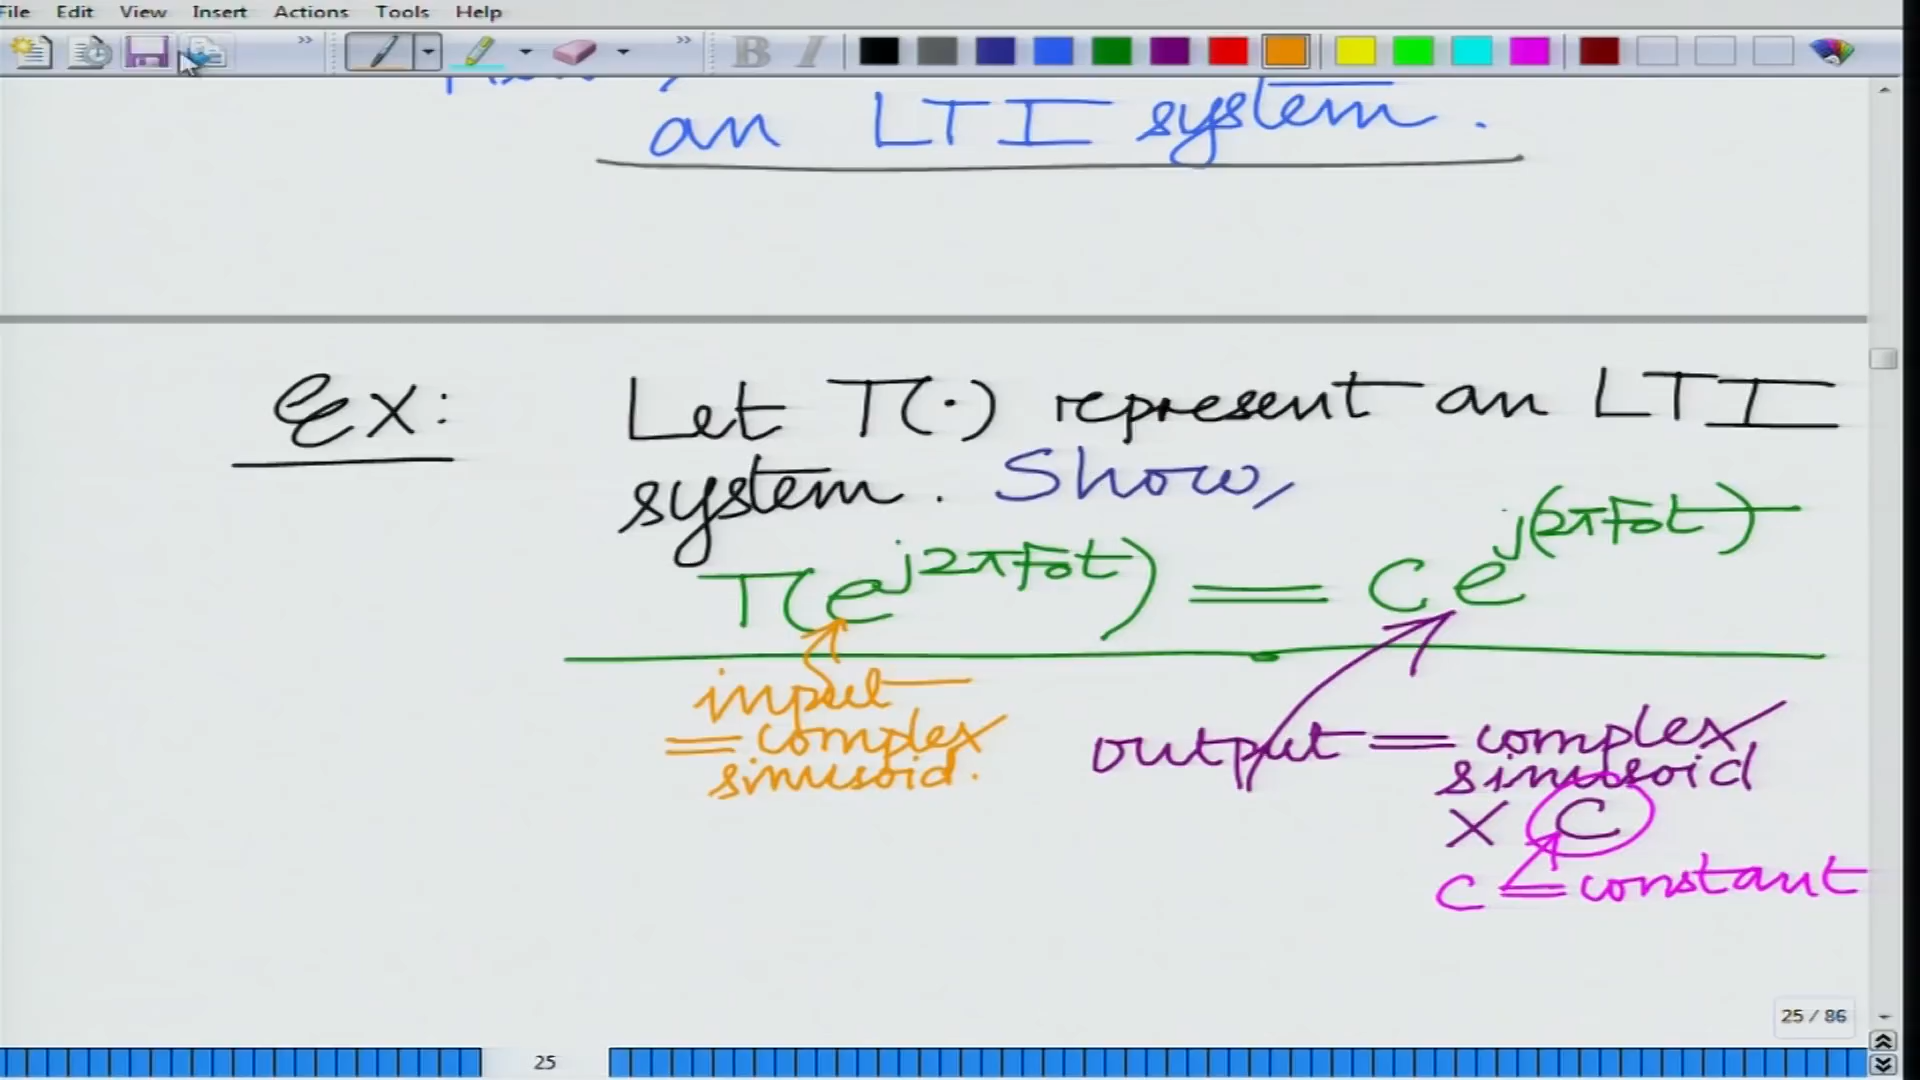 File Edit View Insert Actions Tools Help
B I
an LTI system.
Ex: Let T(·) represent an LTI
system. Show,
T(e^{j2πF₀t}) = C e^{j(2πF₀t)}
input
= complex
sinusoid.
output = complex
sinusoid
× C
C = constant
25 / 86
25